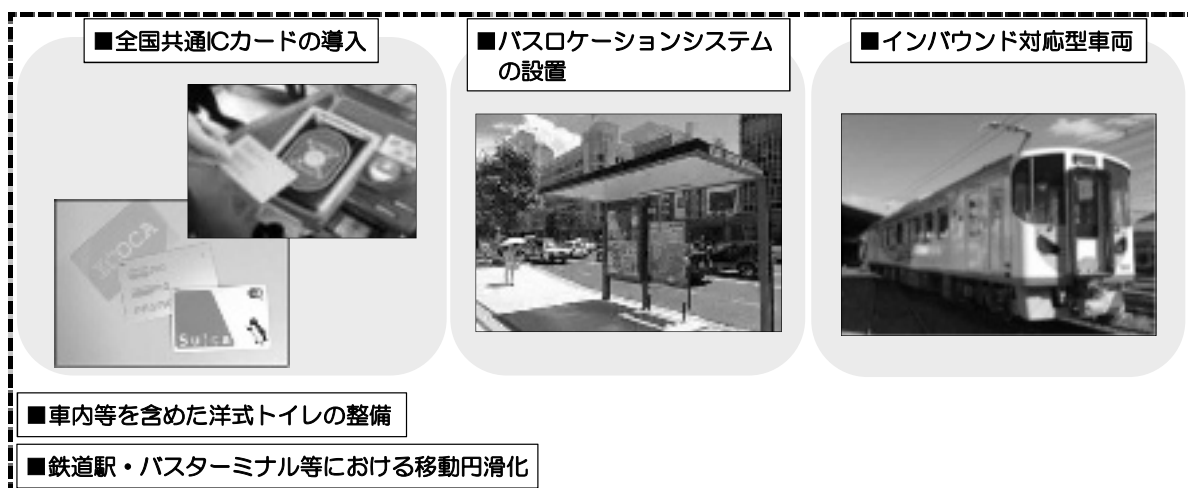 ■全国共通ICカードの導入
■バスロケーションシステム
の設置
■インバウンド対応型車両
ICOCA
Suica
■車内等を含めた洋式トイレの整備
■鉄道駅・バスターミナル等における移動円滑化